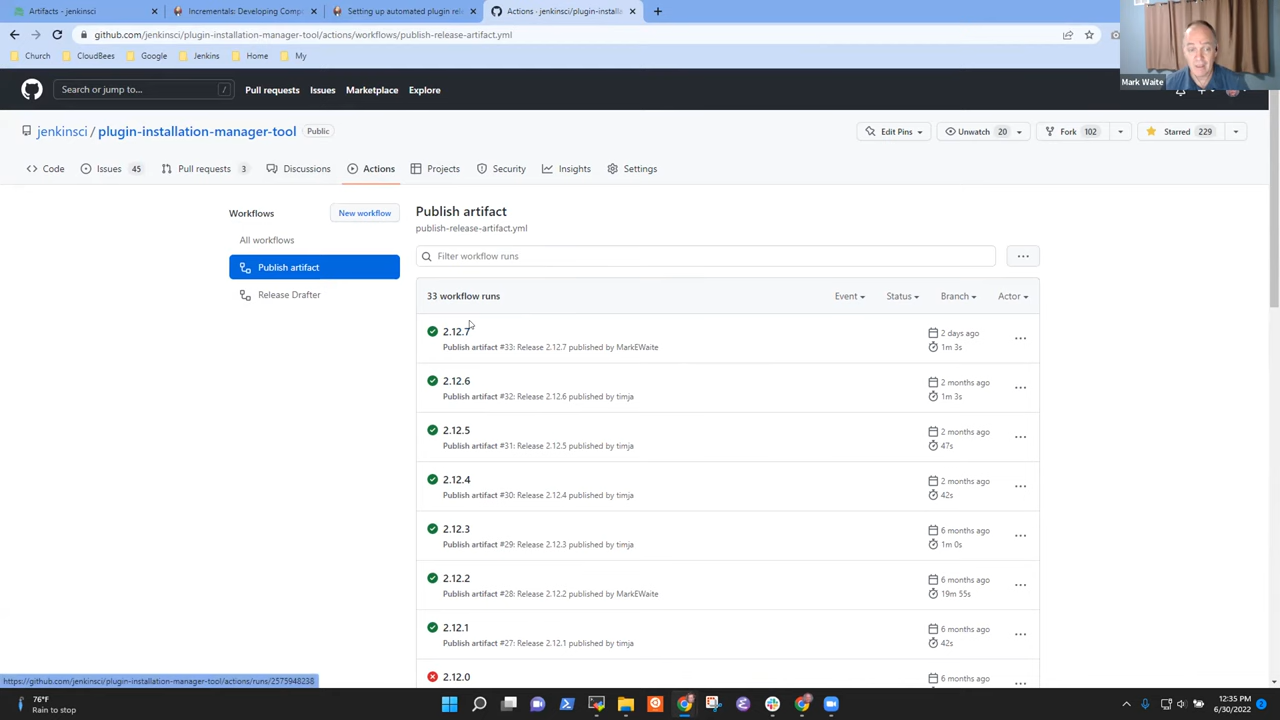 Artifacts - jenkinsci
Incrementals: Developing Comp
Setting up automated plugin rele
Actions · jenkinsci/plugin-installa
github.com/jenkinsci/plugin-installation-manager-tool/actions/workflows/publish-release-artifact.yml
Church
CloudBees
Google
Jenkins
Home
My
Mark Waite
Search or jump to...
/
Pull requests
Issues
Marketplace
Explore
jenkinsci / plugin-installation-manager-tool
Public
Edit Pins
Unwatch 20
Fork 102
Starred 229
Code
Issues 45
Pull requests 3
Discussions
Actions
Projects
Security
Insights
Settings
Workflows
New workflow
All workflows
Publish artifact
Release Drafter
Publish artifact
publish-release-artifact.yml
Filter workflow runs
33 workflow runs
Event
Status
Branch
Actor
2.12.7
Publish artifact #33: Release 2.12.7 published by MarkEWaite
2 days ago
1m 3s
2.12.6
Publish artifact #32: Release 2.12.6 published by timja
2 months ago
1m 3s
2.12.5
Publish artifact #31: Release 2.12.5 published by timja
2 months ago
47s
2.12.4
Publish artifact #30: Release 2.12.4 published by timja
2 months ago
42s
2.12.3
Publish artifact #29: Release 2.12.3 published by timja
6 months ago
1m 0s
2.12.2
Publish artifact #28: Release 2.12.2 published by MarkEWaite
6 months ago
19m 55s
2.12.1
Publish artifact #27: Release 2.12.1 published by timja
6 months ago
42s
2.12.0
6 months ago
https://github.com/jenkinsci/plugin-installation-manager-tool/actions/runs/2575948238
76°F
Rain to stop
12:35 PM
6/30/2022
2